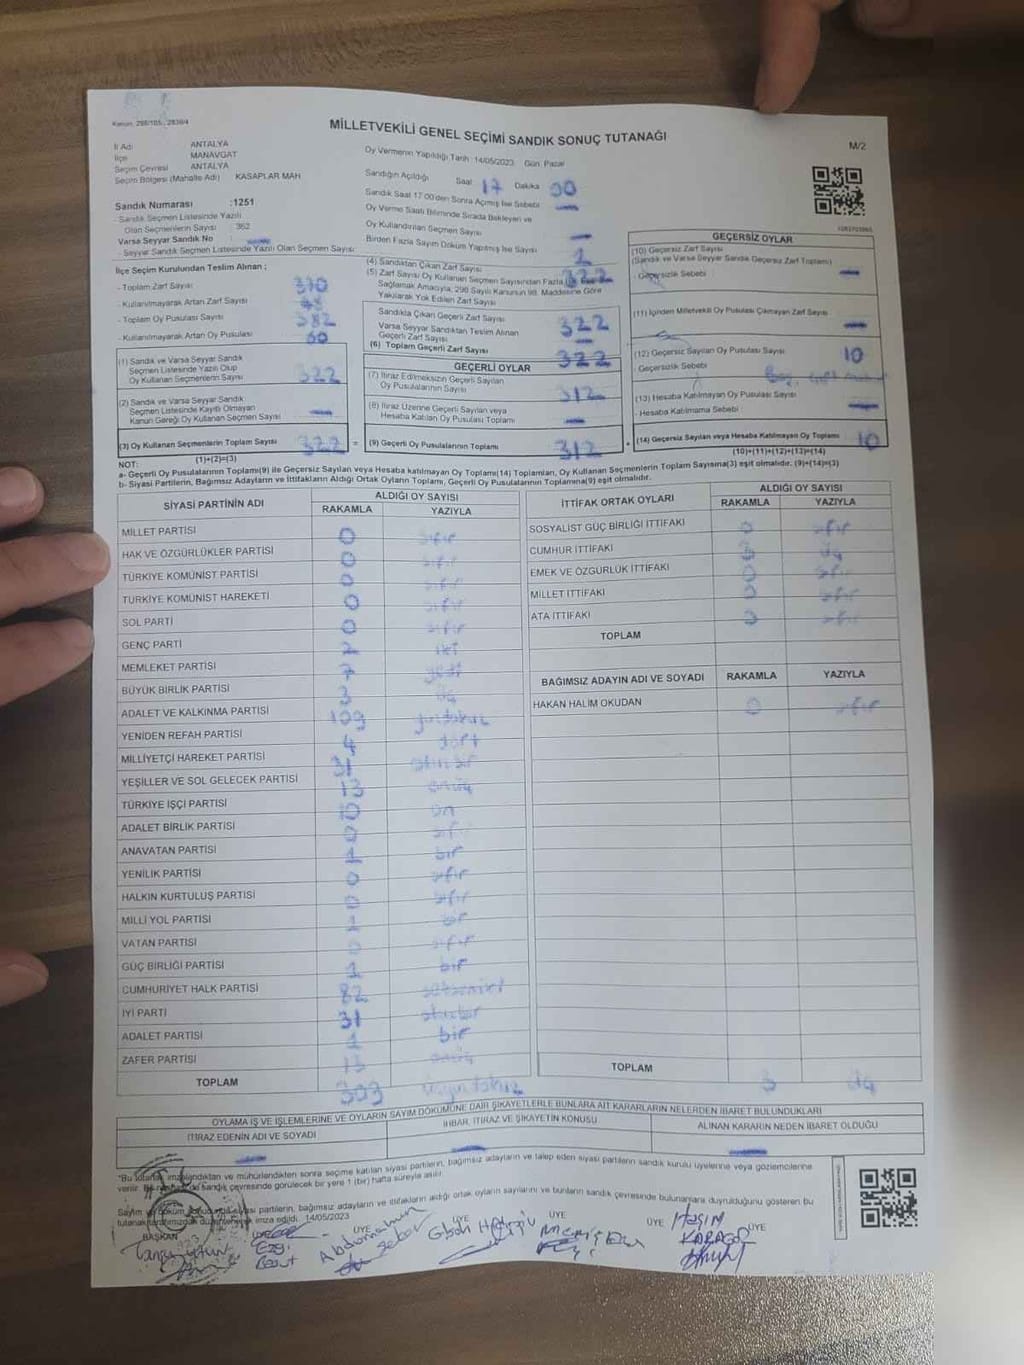 Kanun: 298/105, 2839/4
MİLLETVEKİLİ GENEL SEÇİMİ SANDIK SONUÇ TUTANAĞI
M/2
İl Adı ANTALYA
İlçe MANAVGAT
Seçim Çevresi ANTALYA
Seçim Bölgesi (Mahalle Adı) KASAPLAR MAH
Sandık Numarası :1251
- Sandık Seçmen Listesinde Yazılı
Olan Seçmenlerin Sayısı : 362
Varsa Seyyar Sandık No
- Seyyar Sandık Seçmen Listesinde Yazılı Olan Seçmen Sayısı:
Oy Vermenin Yapıldığı Tarih :14/05/2023 Gün: Pazar
Sandığın Açıldığı Saat 17 Dakika 00
Sandık Saat 17:00'den Sonra Açılmış İse Sebebi
Oy Verme Saati Bitiminde Sırada Bekleyen ve
Oy Kullandırılan Seçmen Sayısı
Birden Fazla Sayım Döküm Yapılmış İse Sayısı 1
İlçe Seçim Kurulundan Teslim Alınan :
- Toplam Zarf Sayısı 370
- Kullanılmayarak Artan Zarf Sayısı 48
- Toplam Oy Pusulası Sayısı 382
- Kullanılmayarak Artan Oy Pusulası 60
(1) Sandık ve Varsa Seyyar Sandık
Seçmen Listesinde Yazılı Olup
Oy Kullanan Seçmenlerin Sayısı 322
(2) Sandık ve Varsa Seyyar Sandık
Seçmen Listesinde Kayıtlı Olmayan
Kanun Gereği Oy Kullanan Seçmen Sayısı
(3) Oy Kullanan Seçmenlerin Toplam Sayısı 322
(1)+(2)=(3)
(4) Sandıktan Çıkan Zarf Sayısı 322
(5) Zarf Sayısı Oy Kullanan Seçmen Sayısından Fazla
Sağlamak Amacıyla, 298 Sayılı Kanunun 98. Maddesine Göre
Yakılarak Yok Edilen Zarf Sayısı
Sandıkla Çıkan Geçerli Zarf Sayısı 322
Varsa Seyyar Sandıktan Teslim Alınan
Geçerli Zarf Sayısı
(6) Toplam Geçerli Zarf Sayısı 322
GEÇERLİ OYLAR
(7) İtiraz Edilmeksizin Geçerli Sayılan
Oy Pusulalarının Sayısı 312
(8) İtiraz Üzerine Geçerli Sayılan veya
Hesaba Katılan Oy Pusulası Toplamı
= (9) Geçerli Oy Pusulalarının Toplamı 312
GEÇERSİZ OYLAR
(10) Geçersiz Zarf Sayısı
(Sandık ve Varsa Seyyar Sandık Geçersiz Zarf Toplamı)
- Geçersizlik Sebebi
(11) İçinden Milletvekili Oy Pusulası Çıkmayan Zarf Sayısı
(12) Geçersiz Sayılan Oy Pusulası Sayısı 10
- Geçersizlik Sebebi
(13) Hesaba Katılmayan Oy Pusulası Sayısı
- Hesaba Katılmama Sebebi
+ (14) Geçersiz Sayılan veya Hesaba Katılmayan Oy Toplamı 10
(10)+(11)+(12)+(13)=(14)
NOT:
a- Geçerli Oy Pusulalarının Toplamı(9) ile Geçersiz Sayılan veya Hesaba katılmayan Oy Toplamı(14) Toplamları, Oy Kullanan Seçmenlerin Toplam Sayısına(3) eşit olmalıdır. (9)+(14)=(3)
b- Siyasi Partilerin, Bağımsız Adayların ve İttifakların Aldığı Ortak Oyların Toplamı, Geçerli Oy Pusulalarının Toplamına(9) eşit olmalıdır.
SİYASİ PARTİNİN ADI ALDIĞI OY SAYISI
RAKAMLA YAZIYLA
MİLLET PARTİSİ 0 sıfır
HAK VE ÖZGÜRLÜKLER PARTİSİ 0 sıfır
TÜRKİYE KOMÜNİST PARTİSİ 0 sıfır
TÜRKİYE KOMÜNİST HAREKETİ 0 sıfır
SOL PARTİ 0 sıfır
GENÇ PARTİ 2 iki
MEMLEKET PARTİSİ 7 yedi
BÜYÜK BİRLİK PARTİSİ 3 üç
ADALET VE KALKINMA PARTİSİ 109 yüzdokuz
YENİDEN REFAH PARTİSİ 4 dört
MİLLİYETÇİ HAREKET PARTİSİ 31 otuzbir
YEŞİLLER VE SOL GELECEK PARTİSİ 13 onüç
TÜRKİYE İŞÇİ PARTİSİ 10 on
ADALET BİRLİK PARTİSİ 0 sıfır
ANAVATAN PARTİSİ 1 bir
YENİLİK PARTİSİ 0 sıfır
HALKIN KURTULUŞ PARTİSİ 0 sıfır
MİLLİ YOL PARTİSİ 1 bir
VATAN PARTİSİ 0 sıfır
GÜÇ BİRLİĞİ PARTİSİ 1 bir
CUMHURİYET HALK PARTİSİ 82 sekseniki
İYİ PARTİ 31 otuzbir
ADALET PARTİSİ 1 bir
ZAFER PARTİSİ 13 onüç
TOPLAM 309 üçyüzdokuz
İTTİFAK ORTAK OYLARI ALDIĞI OY SAYISI
RAKAMLA YAZIYLA
SOSYALİST GÜÇ BİRLİĞİ İTTİFAKI 0 sıfır
CUMHUR İTTİFAKI 3 üç
EMEK VE ÖZGÜRLÜK İTTİFAKI 0 sıfır
MİLLET İTTİFAKI 0 sıfır
ATA İTTİFAKI 0 sıfır
TOPLAM
BAĞIMSIZ ADAYIN ADI VE SOYADI RAKAMLA YAZIYLA
HAKAN HALİM OKUDAN 0 sıfır
TOPLAM 3 üç
OYLAMA İŞ VE İŞLEMLERİNE VE OYLARIN SAYIM DÖKÜMÜNE DAİR ŞİKAYETLERLE BUNLARA AİT KARARLARIN NELERDEN İBARET BULUNDUKLARI
İTİRAZ EDENİN ADI VE SOYADI İHBAR, İTİRAZ VE ŞİKAYETİN KONUSU ALINAN KARARIN NEDEN İBARET OLDUĞU
"Bu tutanak imzalandıktan ve mühürlendikten sonra seçime katılan siyasi partilerin, bağımsız adayların ve talep eden siyasi partilerin sandık kurulu üyelerine veya gözlemcilerine
verilir. sandık çevresinde görülecek bir yere 1 (bir) hafta süreyle asılır.
Sayım ve döküm siyasi partilerin, bağımsız adayların ve ittifakların aldığı ortak oyların sayılarını ve bunların sandık çevresinde bulunanlara duyrulduğunu gösteren bu
tutanak tarafımızdan düzenlenerek imza edildi. 14/05/2023
BAŞKAN ÜYE ÜYE ÜYE ÜYE ÜYE
Ezgi
Abdurrahman
HAŞIM
KARAGÖZ